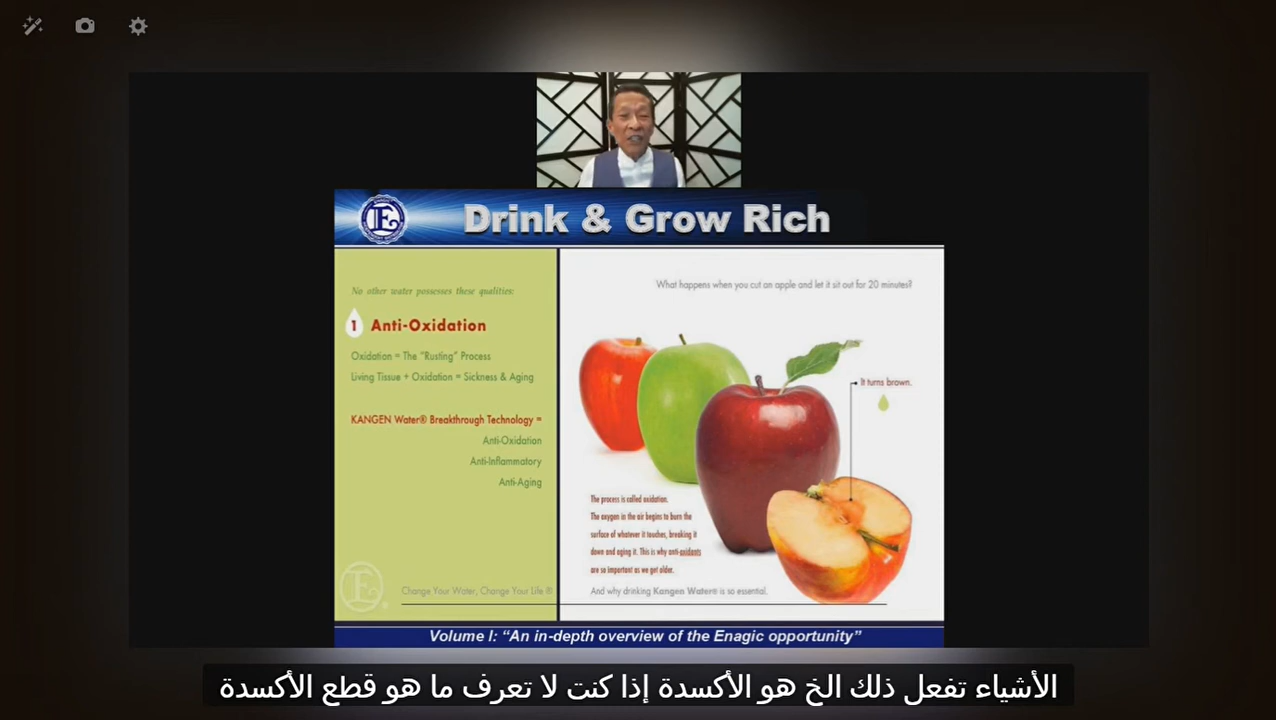 Drink & Grow Rich
No other water possesses these qualities:
1 Anti-Oxidation
Oxidation = The "Rusting" Process
Living Tissue + Oxidation = Sickness & Aging
KANGEN Water® Breakthrough Technology =
Anti-Oxidation
Anti-Inflammatory
Anti-Aging
Change Your Water, Change Your Life ®
What happens when you cut an apple and let it sit out for 20 minutes?
It turns brown.
The process is called oxidation.
The oxygen in the air begins to burn the
surface of whatever it touches, breaking it
down and aging it. This is why anti-oxidants
are so important as we get older.
And why drinking Kangen Water® is so essential.
Volume I: "An in-depth overview of the Enagic opportunity"
الأشياء تفعل ذلك الخ هو الأكسدة إذا كنت لا تعرف ما هو قطع الأكسدة